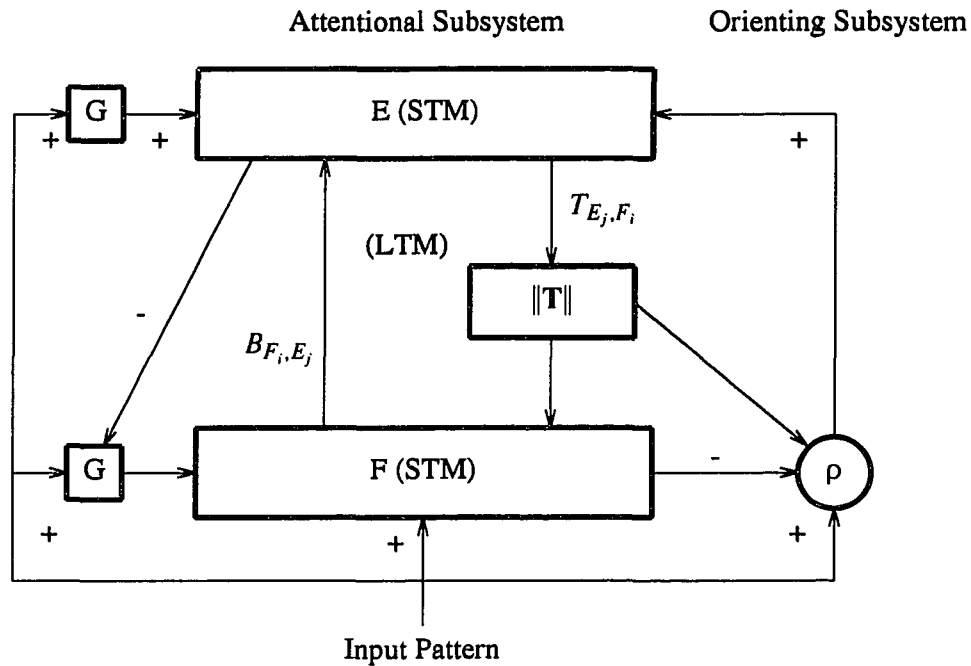 Attentional Subsystem Orienting Subsystem
G
E (STM)
+ + +
T_{E_j,F_i}
(LTM)
‖T‖
-
B_{F_i,E_j}
G
F (STM)
-
ρ
+ + +
Input Pattern